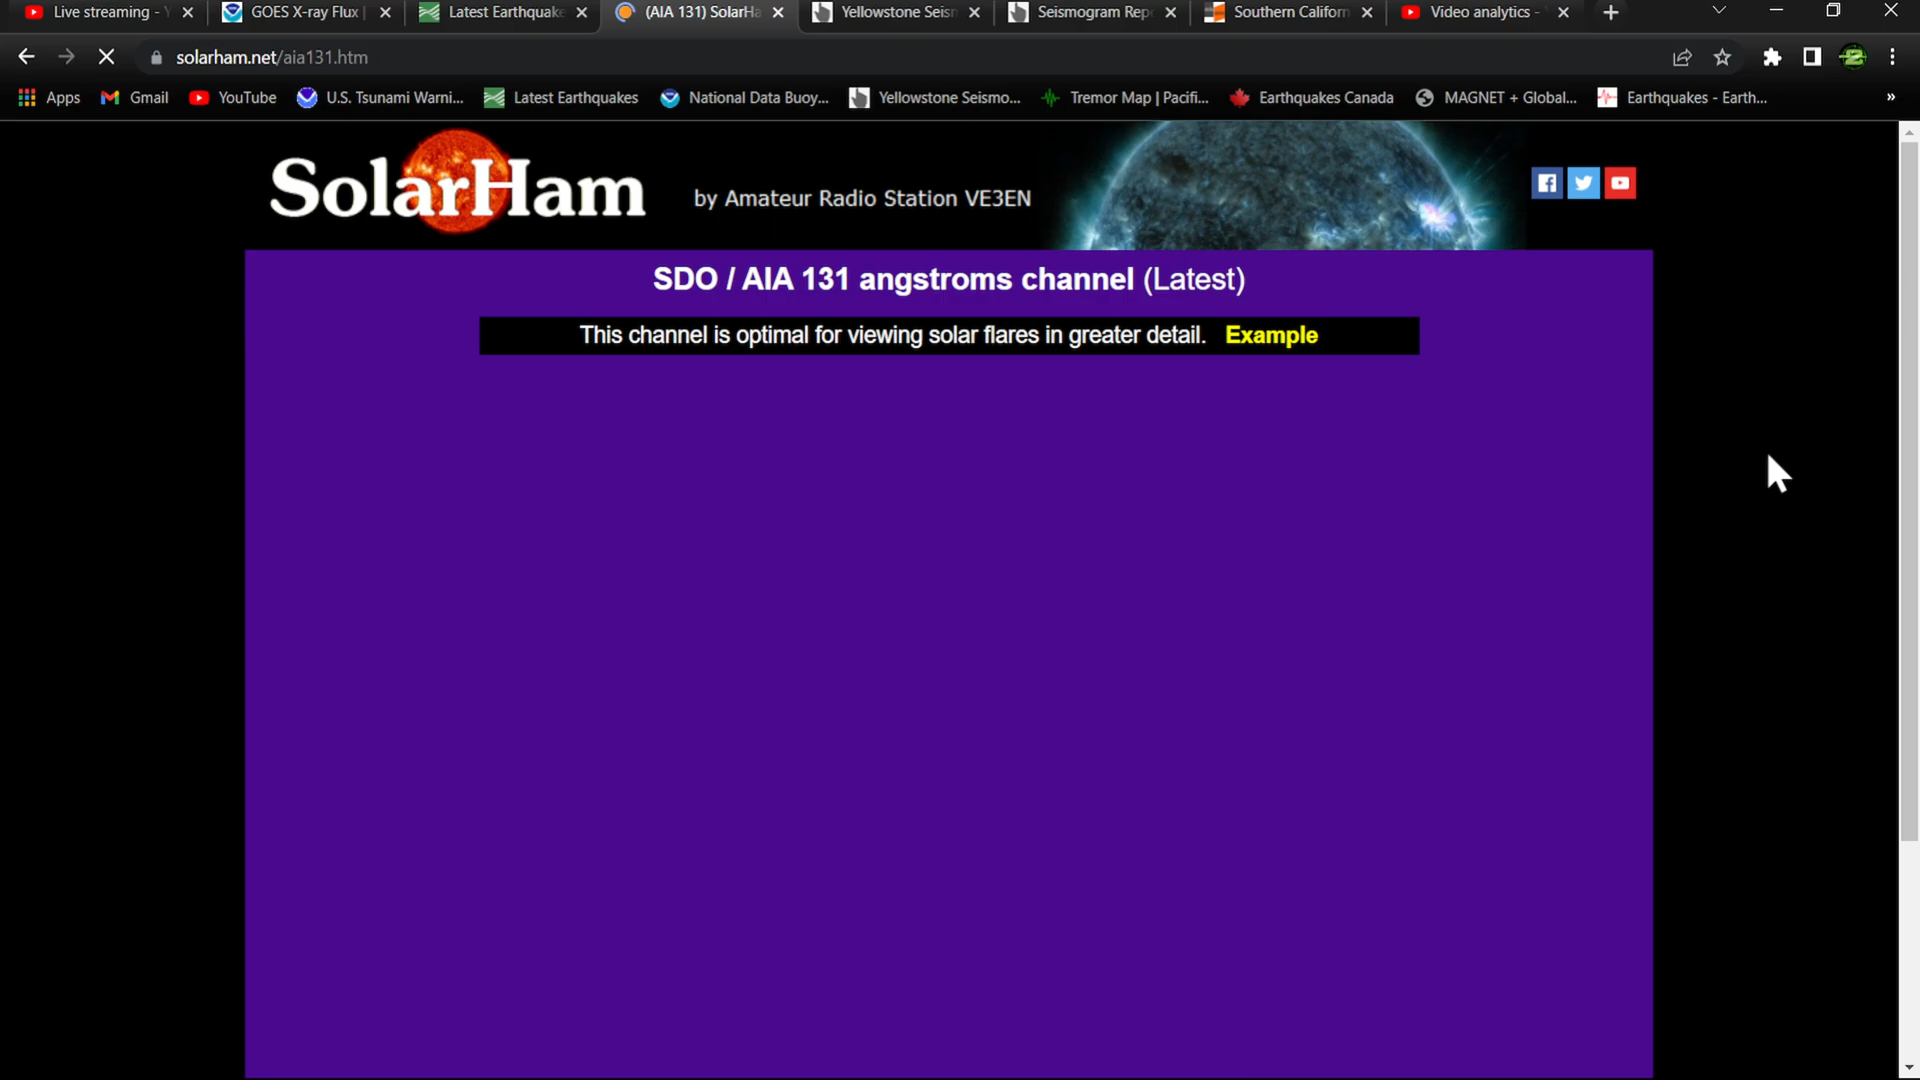 Live streaming - Y
GOES X-ray Flux |
Latest Earthquake
(AIA 131) SolarHa
Yellowstone Seism
Seismogram Repo
Southern Californ
Video analytics - Y
solarham.net/aia131.htm
Apps
Gmail
YouTube
U.S. Tsunami Warni...
Latest Earthquakes
National Data Buoy...
Yellowstone Seismo...
Tremor Map | Pacifi...
Earthquakes Canada
MAGNET + Global...
Earthquakes - Earth...
»
SolarHam
by Amateur Radio Station VE3EN
SDO / AIA 131 angstroms channel (Latest)
This channel is optimal for viewing solar flares in greater detail. Example